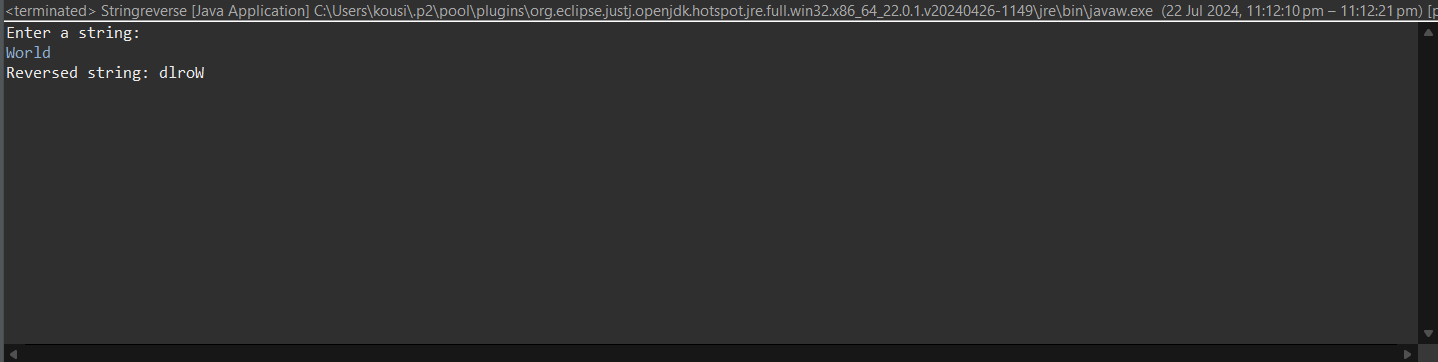 <terminated> Stringreverse [Java Application] C:\Users\kousi\.p2\pool\plugins\org.eclipse.justj.openjdk.hotspot.jre.full.win32.x86_64_22.0.1.v20240426-1149\jre\bin\javaw.exe (22 Jul 2024, 11:12:10 pm – 11:12:21 pm) [p
Enter a string:
World
Reversed string: dlroW